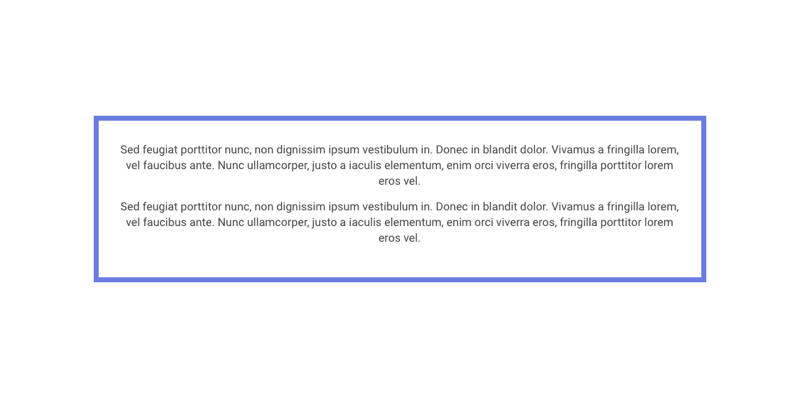 Sed feugiat porttitor nunc, non dignissim ipsum vestibulum in. Donec in blandit dolor. Vivamus a fringilla lorem,
vel faucibus ante. Nunc ullamcorper, justo a iaculis elementum, enim orci viverra eros, fringilla porttitor lorem
eros vel.
Sed feugiat porttitor nunc, non dignissim ipsum vestibulum in. Donec in blandit dolor. Vivamus a fringilla lorem,
vel faucibus ante. Nunc ullamcorper, justo a iaculis elementum, enim orci viverra eros, fringilla porttitor lorem
eros vel.